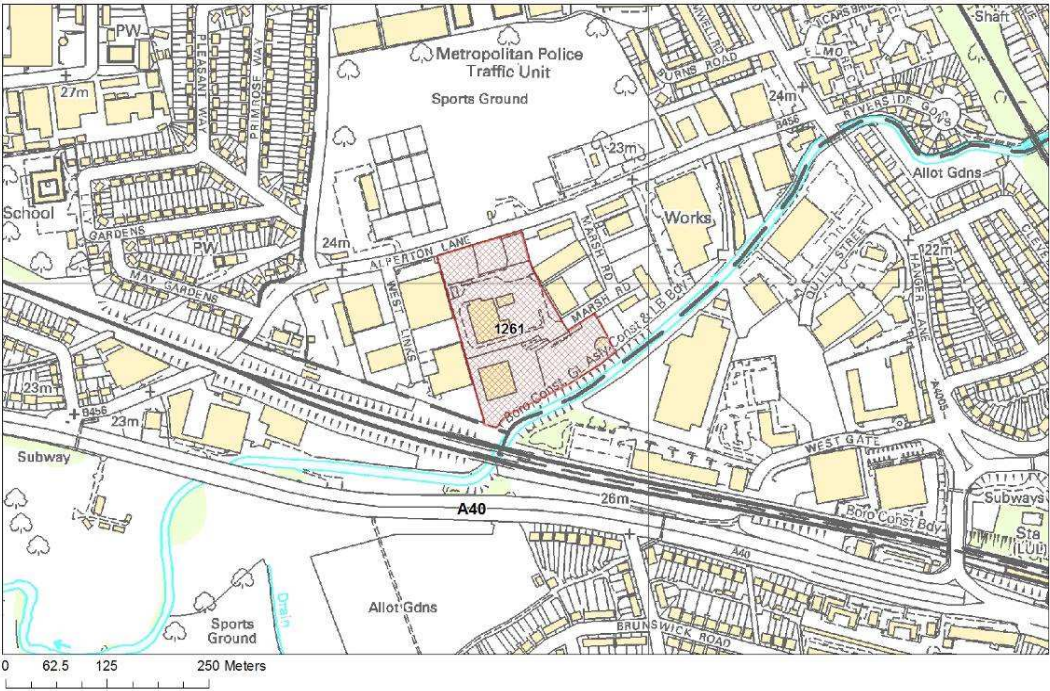 PW
PLEASANT WAY
PRIMROSE WAY
27m
Metropolitan Police
Traffic Unit
Sports Ground
BURNS ROAD
Shaft
24m
B456
RIVERSIDE GDNS
23m
Allot Gdns
School
LILY GARDENS
PW
MAY GARDENS
24m
ALPERTON LANE
WEST LINKS
MARSH RD
MARSH RD
Works
1261
Boro Const
Const & LB Bdy
QUILL STREET
HANGER LANE
22m
A4005
23m
B456
23m
Subway
WEST GATE
26m
Boro Const Bdy
Subways
Sta
(LUL)
A40
A40
Allot Gdns
Sports
Ground
Drain
BRUNSWICK ROAD
0 62.5 125 250 Meters